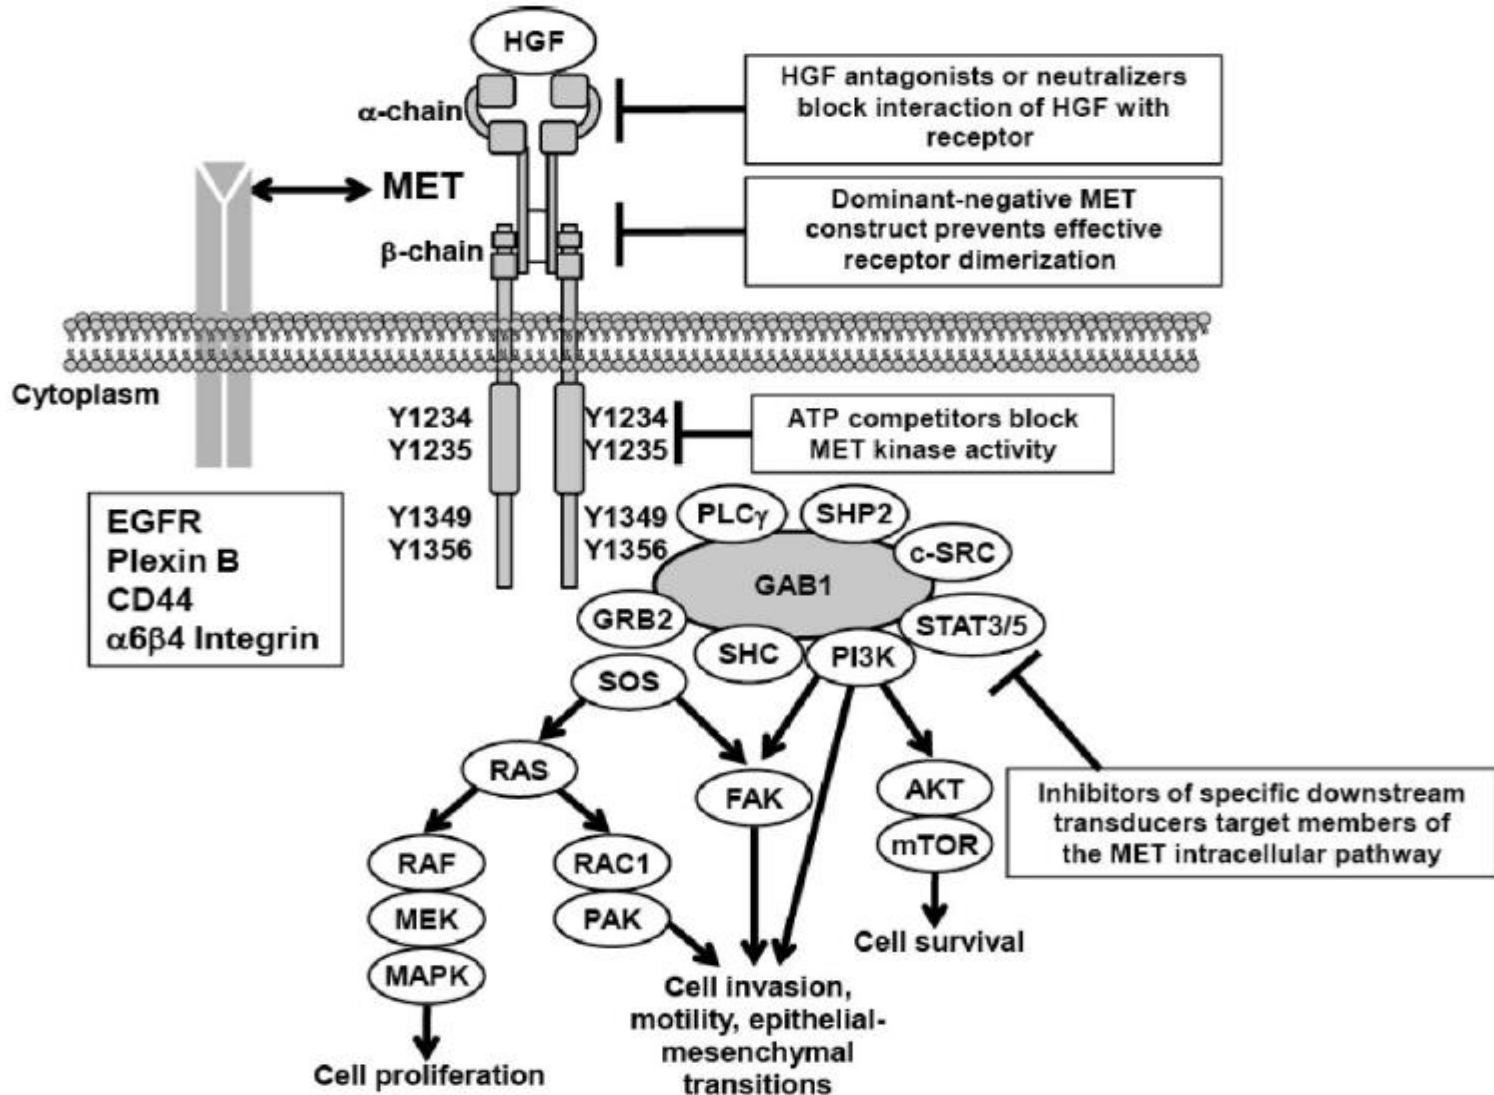 HGF
α-chain
HGF antagonists or neutralizers
block interaction of HGF with
receptor
MET
Dominant-negative MET
construct prevents effective
receptor dimerization
β-chain
Cytoplasm
Y1234
Y1235
Y1234
Y1235
ATP competitors block
MET kinase activity
Y1349
Y1356
Y1349
Y1356
EGFR
Plexin B
CD44
α6β4 Integrin
PLCγ
SHP2
c-SRC
GAB1
GRB2
STAT3/5
SHC
PI3K
SOS
RAS
FAK
AKT
mTOR
Inhibitors of specific downstream
transducers target members of
the MET intracellular pathway
RAF
RAC1
MEK
PAK
MAPK
Cell survival
Cell invasion,
motility, epithelial-
mesenchymal
transitions
Cell proliferation